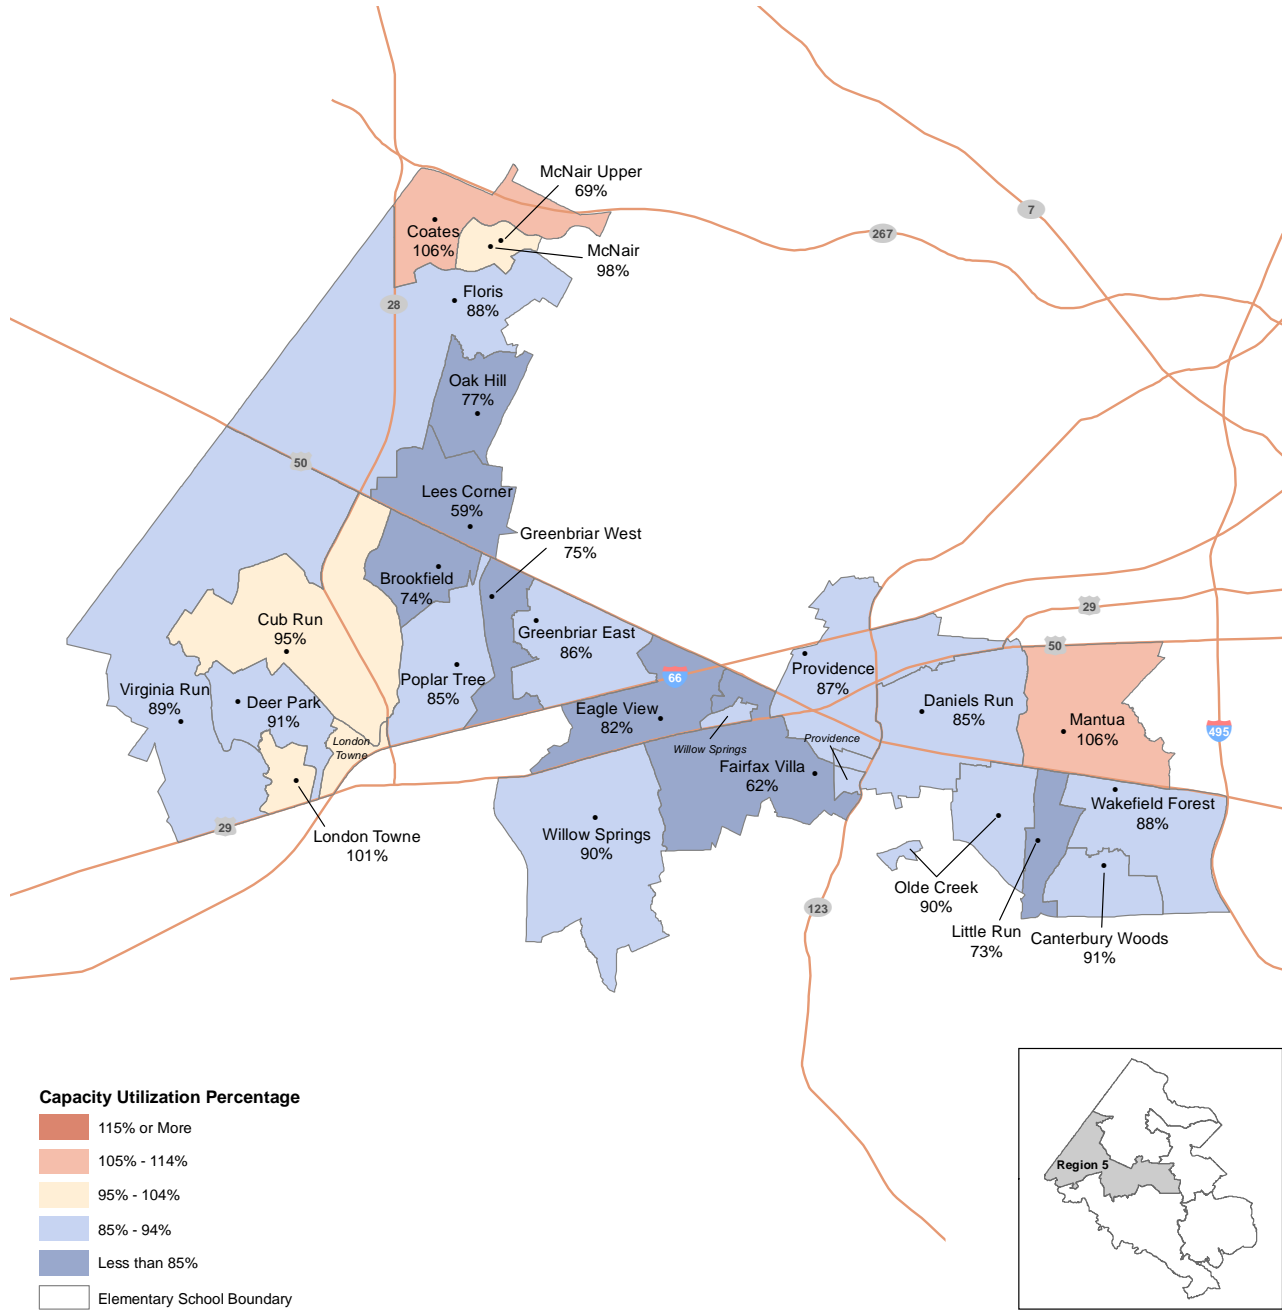 McNair Upper
69%
7
267
Coates
106%
McNair
98%
Floris
88%
28
Oak Hill
77%
50
Lees Corner
59%
Greenbriar West
75%
Brookfield
74%
29
Cub Run
95%
Greenbriar East
86%
50
Poplar Tree
85%
66
Providence
87%
Virginia Run
89%
Deer Park
91%
Daniels Run
85%
Eagle View
82%
Mantua
106%
495
London
Towne
Willow Springs
Providence
Fairfax Villa
62%
Wakefield Forest
88%
29
London Towne
101%
Willow Springs
90%
Olde Creek
90%
123
Little Run
73%
Canterbury Woods
91%
Capacity Utilization Percentage
115% or More
105% - 114%
95% - 104%
85% - 94%
Less than 85%
Elementary School Boundary
Region 5